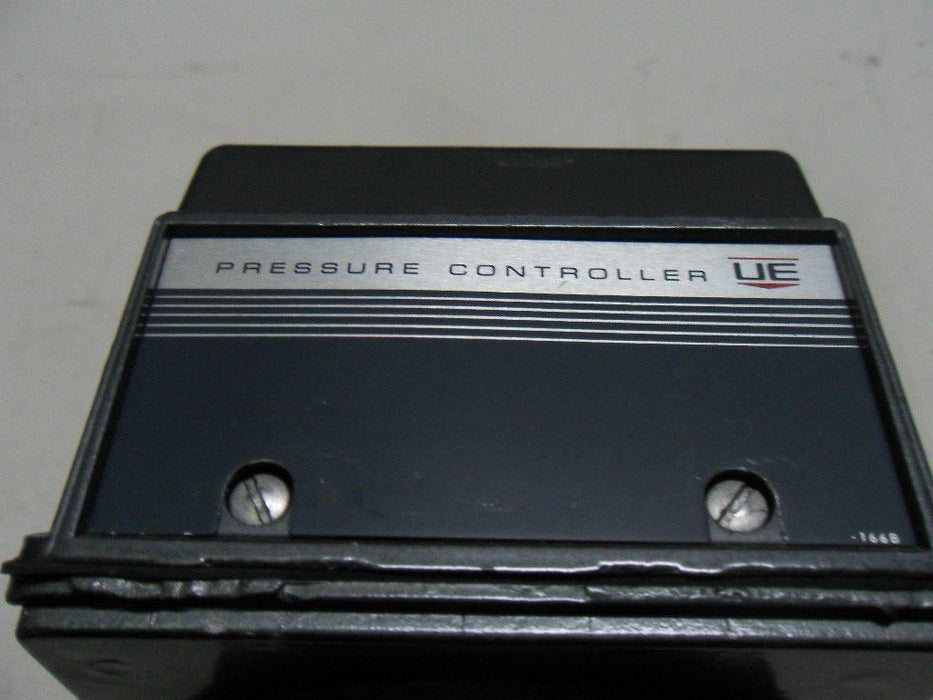 PRESSURE CONTROLLER UE
-166B